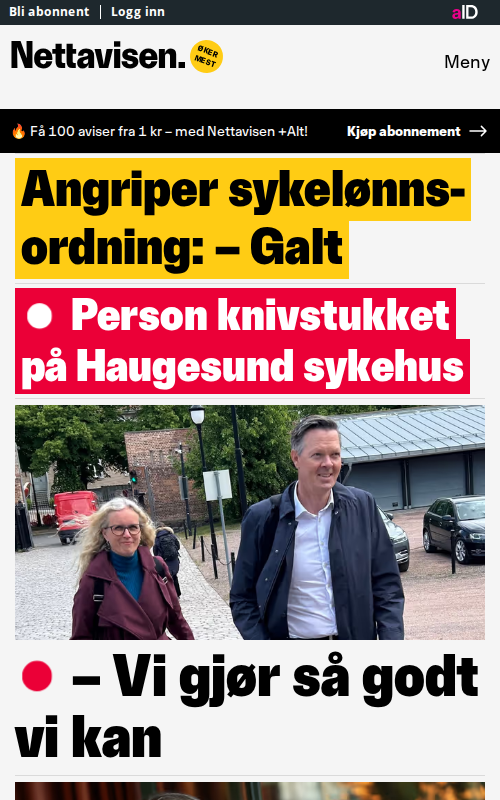 Bli abonnent | Logg inn
aID
Nettavisen.
ØKER
MEST
Meny
🔥 Få 100 aviser fra 1 kr – med Nettavisen +Alt!
Kjøp abonnement →
Angriper sykelønns-
ordning: – Galt
Person knivstukket
på Haugesund sykehus
– Vi gjør så godt
vi kan